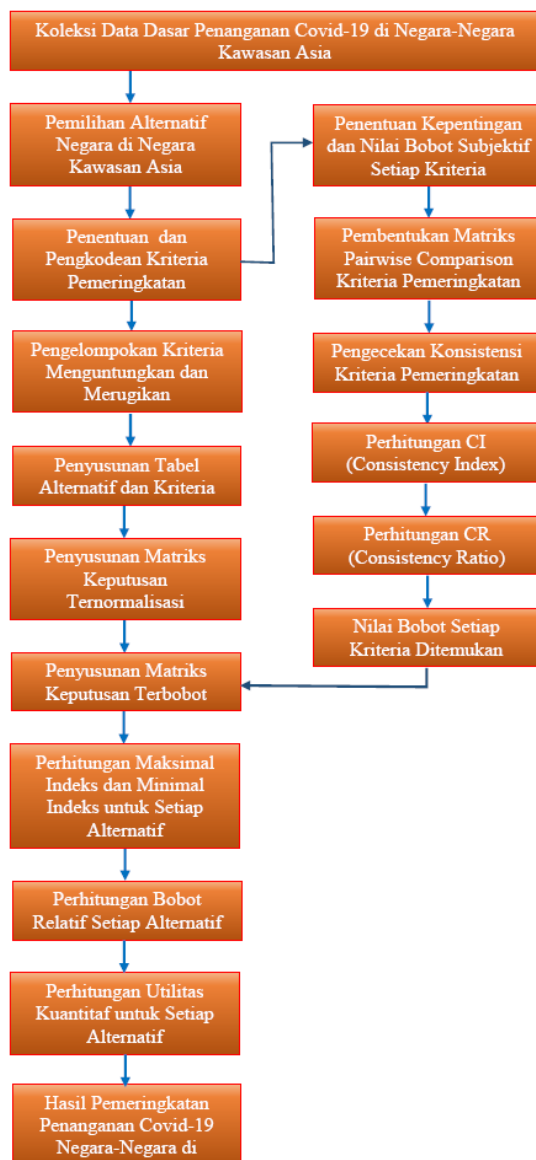 Koleksi Data Dasar Penanganan Covid-19 di Negara-Negara
Kawasan Asia
Pemilihan Alternatif
Negara di Negara
Kawasan Asia
Penentuan dan
Pengkodean Kriteria
Pemeringkatan
Pengelompokan Kriteria
Menguntungkan dan
Merugikan
Penyusunan Tabel
Alternatif dan Kriteria
Penyusunan Matriks
Keputusan
Ternormalisasi
Penentuan Kepentingan
dan Nilai Bobot Subjektif
Setiap Kriteria
Pembentukan Matriks
Pairwise Comparison
Kriteria Pemeringkatan
Pengecekan Konsistensi
Kriteria Pemeringkatan
Perhitungan CI
(Consistency Index)
Perhitungan CR
(Consistency Ratio)
Nilai Bobot Setiap
Kriteria Ditemukan
Penyusunan Matriks
Keputusan Terbobot
Perhitungan Maksimal
Indeks dan Minimal
Indeks untuk Setiap
Alternatif
Perhitungan Bobot
Relatif Setiap Alternatif
Perhitungan Utilitas
Kuantitaf untuk Setiap
Alternatif
Hasil Pemeringkatan
Penanganan Covid-19
Negara-Negara di